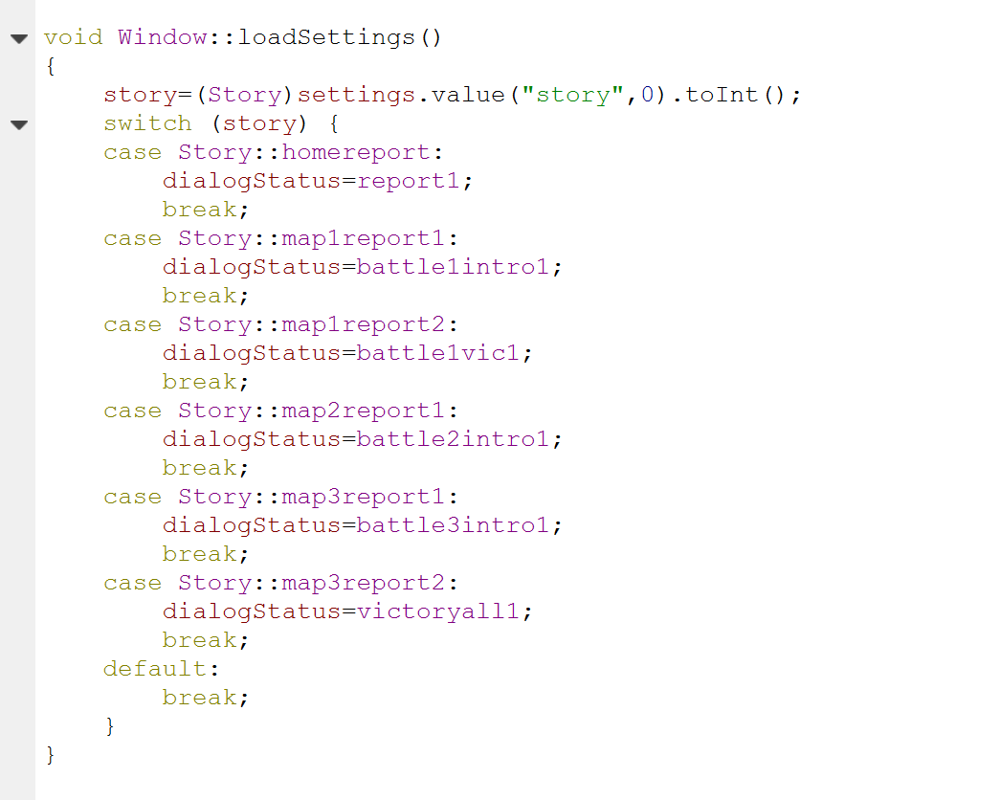 void Window::loadSettings()
{
    story=(Story)settings.value("story",0).toInt();
    switch (story) {
    case Story::homereport:
        dialogStatus=report1;
        break;
    case Story::map1report1:
        dialogStatus=battle1intro1;
        break;
    case Story::map1report2:
        dialogStatus=battle1vic1;
        break;
    case Story::map2report1:
        dialogStatus=battle2intro1;
        break;
    case Story::map3report1:
        dialogStatus=battle3intro1;
        break;
    case Story::map3report2:
        dialogStatus=victoryall1;
        break;
    default:
        break;
    }
}